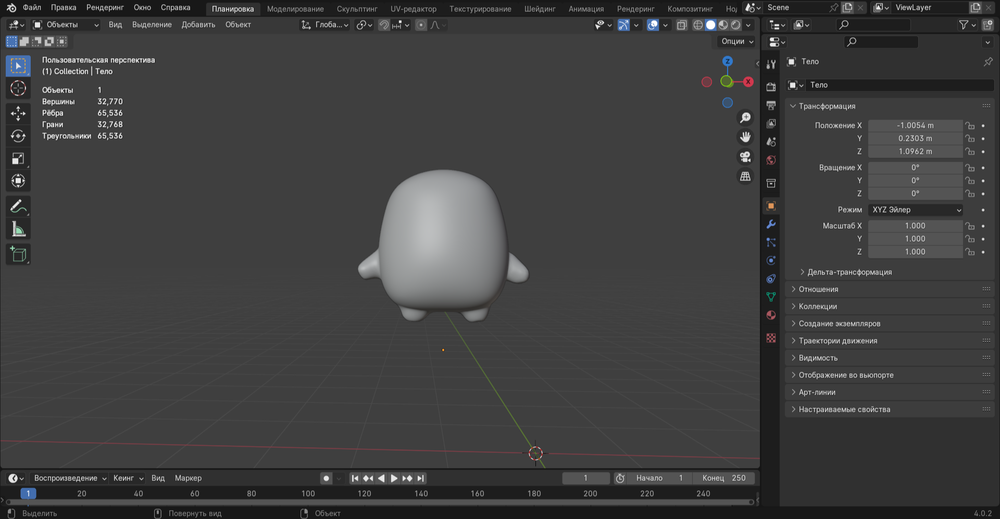 Файл Правка Рендеринг Окно Справка Планировка Моделирование Скульптинг UV-редактор Текстурирование Шейдинг Анимация Рендеринг Композитинг Scene ViewLayer
Объекты Вид Выделение Добавить Объект Глоба...
Опции
Пользовательская перспектива
(1) Collection | Тело
Объекты 1
Вершины 32,770
Рёбра 65,536
Грани 32,768
Треугольники 65,536
Z
X
Тело
Тело
Трансформация
Положение X -1.0054 m
Y 0.2303 m
Z 1.0962 m
Вращение X 0°
Y 0°
Z 0°
Режим XYZ Эйлер
Масштаб X 1.000
Y 1.000
Z 1.000
Дельта-трансформация
Отношения
Коллекции
Создание экземпляров
Траектории движения
Видимость
Отображение во вьюпорте
Арт-линии
Настраиваемые свойства
Воспроизведение Кеинг Вид Маркер 1 Начало 1 Конец 250
1 20 40 60 80 100 120 140 160 180 200 220 240
Выделить Повернуть вид Объект 4.0.2